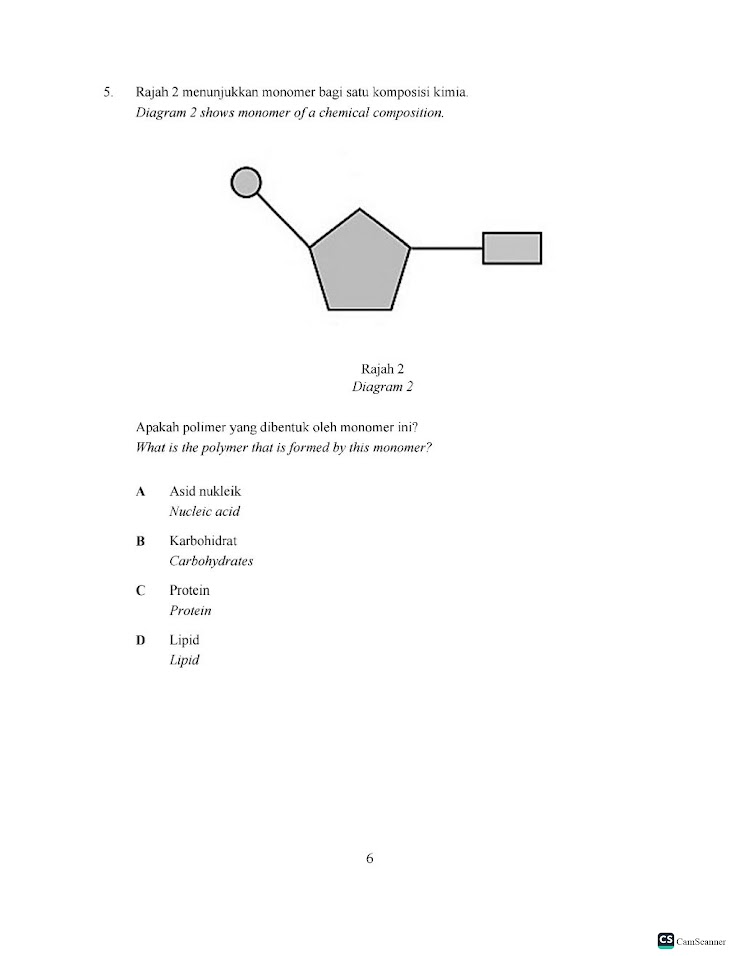 5. Rajah 2 menunjukkan monomer bagi satu komposisi kimia.
Diagram 2 shows monomer of a chemical composition.
Rajah 2
Diagram 2
Apakah polimer yang dibentuk oleh monomer ini?
What is the polymer that is formed by this monomer?
A Asid nukleik
Nucleic acid
B Karbohidrat
Carbohydrates
C Protein
Protein
D Lipid
Lipid
6
CS CamScanner